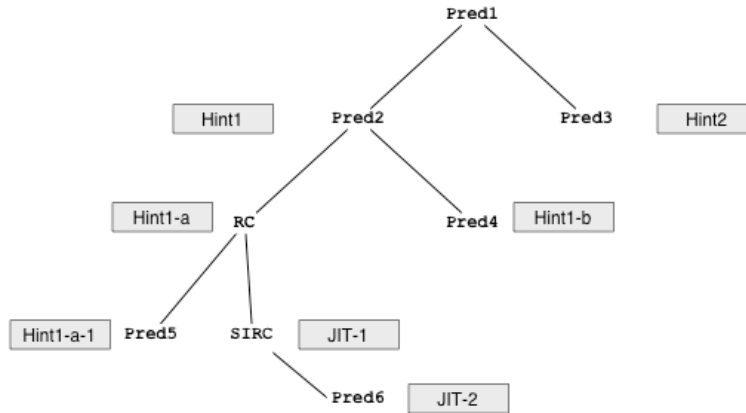 Pred1
Hint1 Pred2 Pred3 Hint2
Hint1-a RC Pred4 Hint1-b
Hint1-a-1 Pred5 SIRC JIT-1
Pred6 JIT-2